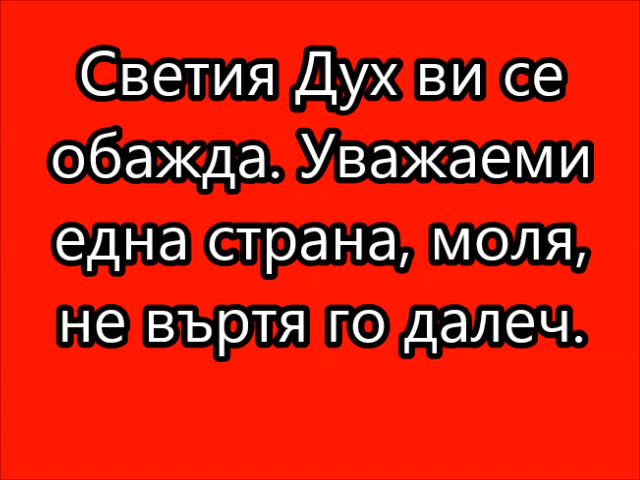 Светия Дух ви се
обажда. Уважаеми
една страна, моля,
не въртя го далеч.